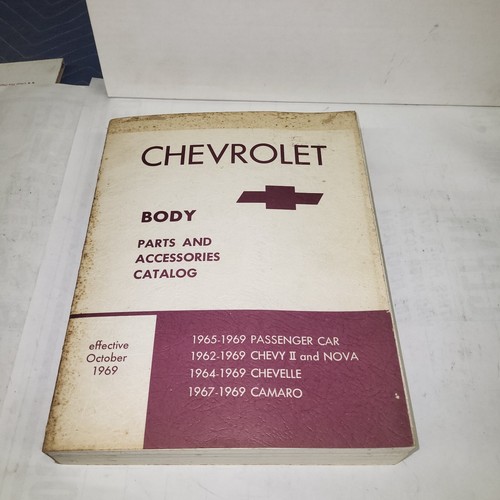 CHEVROLET
BODY
PARTS AND
ACCESSORIES
CATALOG
effective
October
1969
1965-1969 PASSENGER CAR
1962-1969 CHEVY II and NOVA
1964-1969 CHEVELLE
1967-1969 CAMARO